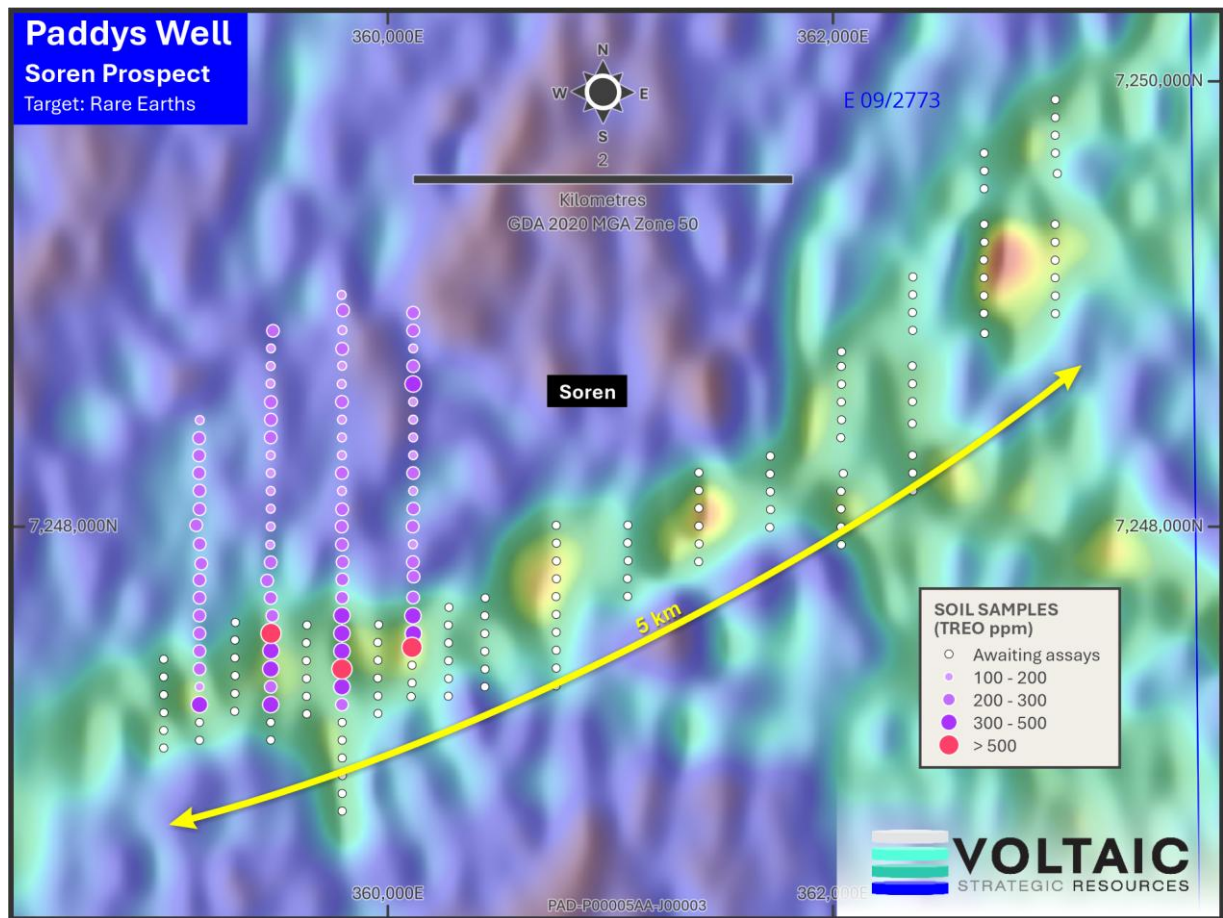 Paddys Well
Soren Prospect
Target: Rare Earths
360,000E
362,000E
N
W
E
S
7,250,000N
E 09/2773
2
Kilometres
GDA 2020 MGA Zone 50
Soren
7,248,000N
7,248,000N
5 km
SOIL SAMPLES
(TREO ppm)
Awaiting assays
100 - 200
200 - 300
300 - 500
> 500
VOLTAIC
STRATEGIC RESOURCES
360,000E
362,000E
PAD-P00005AA-J00003